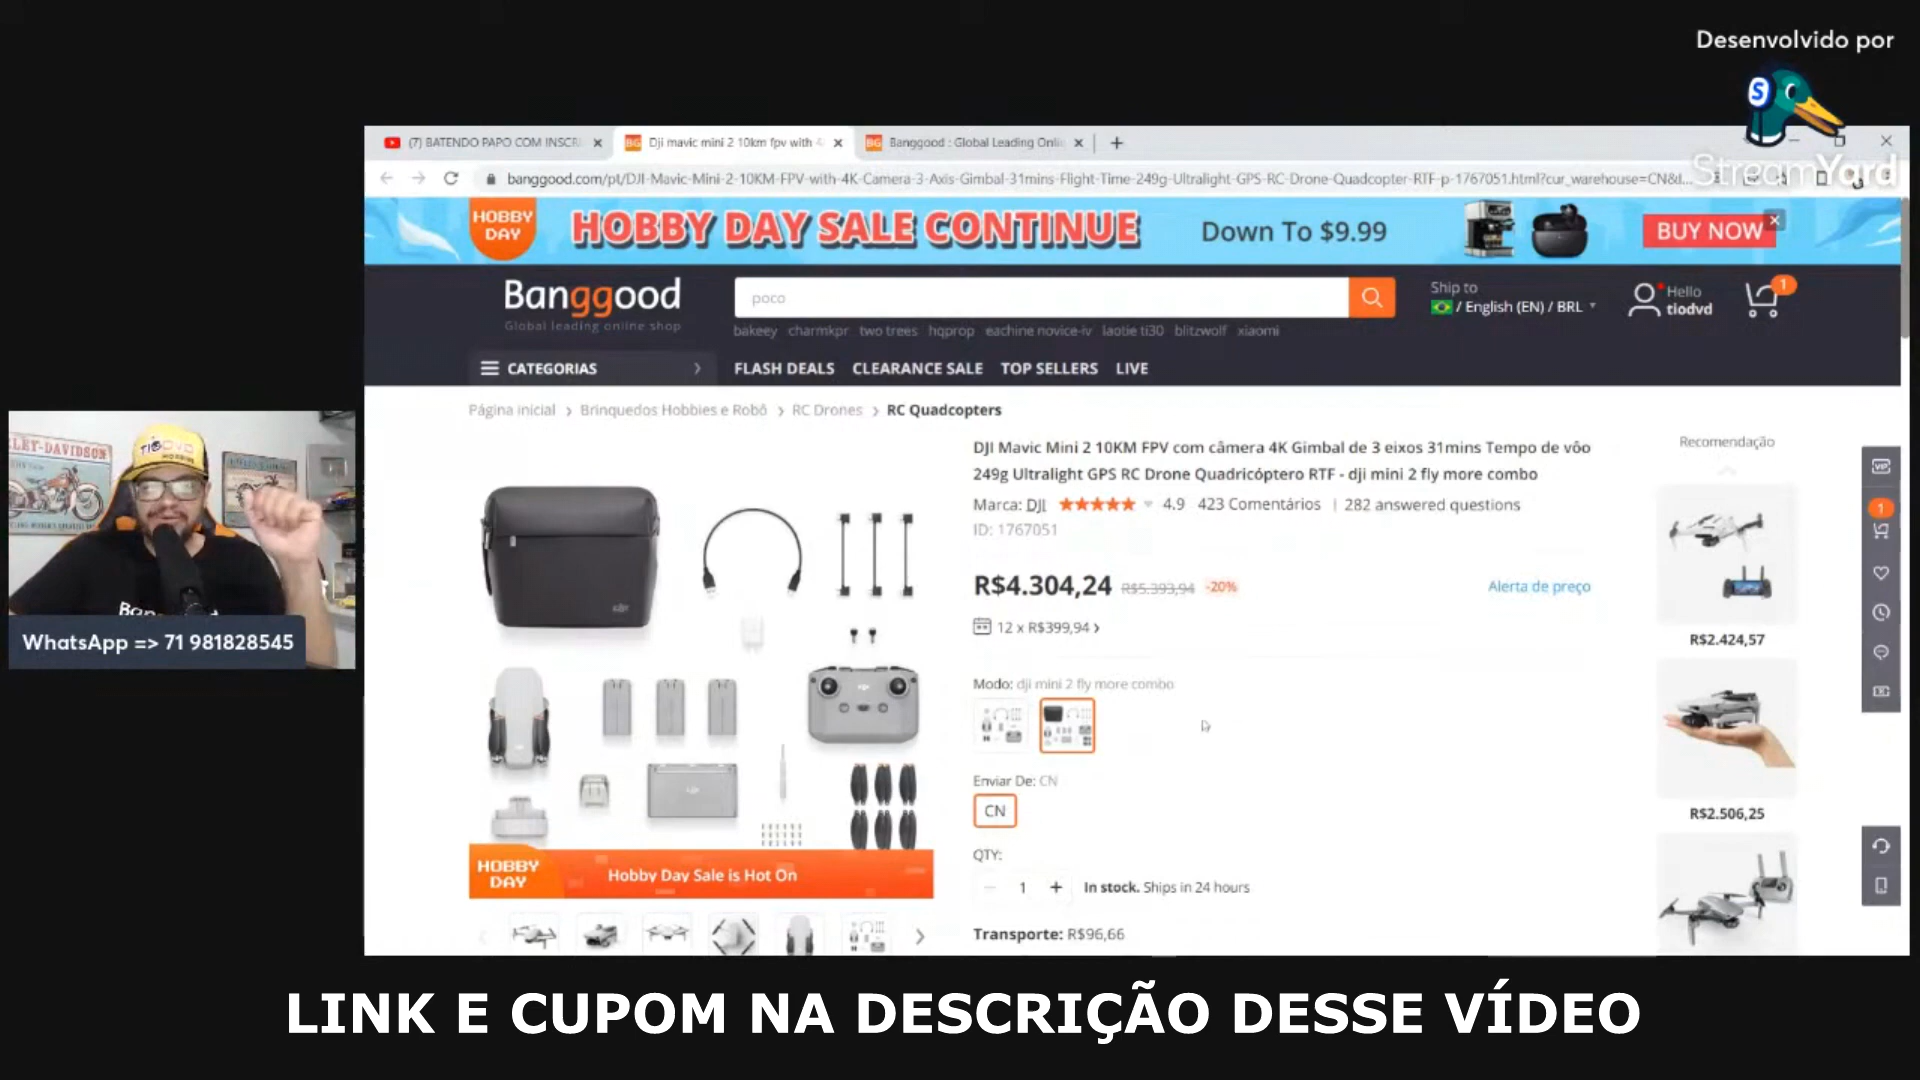 Desenvolvido por
StreamYard
(7) BATENDO PAPO COM INSCR
Dji mavic mini 2 10km fpv with 4
Banggood : Global Leading Onli
banggood.com/pt/DJI-Mavic-Mini-2-10KM-FPV-with-4K-Camera-3-Axis-Gimbal-31mins-Flight-Time-249g-Ultralight-GPS-RC-Drone-Quadcopter-RTF-p-1767051.html?cur_warehouse=CN&I...
HOBBY DAY
HOBBY DAY SALE CONTINUE
Down To $9.99
BUY NOW
Banggood
Global leading online shop
poco
Ship to
/ English (EN) / BRL
Hello
tiodvd
1
bakeey charmkpr two trees hqprop eachine novice-iv laotie ti30 blitzwolf xiaomi
CATEGORIAS
FLASH DEALS CLEARANCE SALE TOP SELLERS LIVE
Página inicial > Brinquedos Hobbies e Robô > RC Drones > RC Quadcopters
DJI Mavic Mini 2 10KM FPV com câmera 4K Gimbal de 3 eixos 31mins Tempo de vôo
249g Ultralight GPS RC Drone Quadricóptero RTF - dji mini 2 fly more combo
Marca: DJI 4.9 423 Comentários | 282 answered questions
ID: 1767051
R$4.304,24 R$5.393,94 -20%
Alerta de preço
12 x R$399,94 >
Modo: dji mini 2 fly more combo
Enviar De: CN
CN
QTY:
1 + In stock. Ships in 24 hours
Transporte: R$96,66
HOBBY DAY
Hobby Day Sale is Hot On
Recomendação
R$2.424,57
R$2.506,25
VIP
1
LEY-DAVIDSON
TIODVD
Ban
WhatsApp => 71 981828545
LINK E CUPOM NA DESCRIÇÃO DESSE VÍDEO